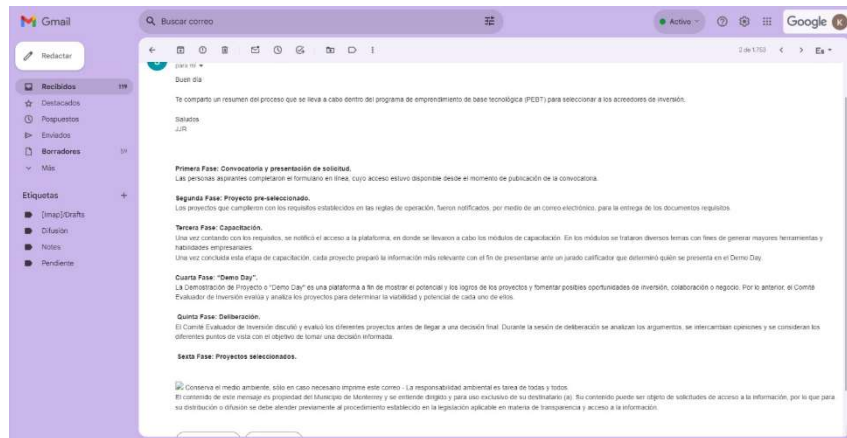 Gmail
Buscar correo
Activo
Google
K
Redactar
2 de 1,753
Es
Recibidos 119
Destacados
Pospuestos
Enviados
Borradores
Más
Etiquetas +
[Imap]/Drafts
Difusión
Notes
Pendiente
para mí
Buen día
Te comparto un resumen del proceso que se lleva a cabo dentro del programa de emprendimiento de base tecnológica (PEBT) para seleccionar a los acreedores de inversión.
Saludos
JJR
Primera Fase: Convocatoria y presentación de solicitud.
Las personas aspirantes completaron el formulario en línea, cuyo acceso estuvo disponible desde el momento de publicación de la convocatoria.
Segunda Fase: Proyecto pre-seleccionado.
Los proyectos que cumplieron con los requisitos establecidos en las reglas de operación, fueron notificados, por medio de un correo electrónico, para la entrega de los documentos requisitos.
Tercera Fase: Capacitación.
Una vez contando con los requisitos, se notificó el acceso a la plataforma, en donde se llevaron a cabo los módulos de capacitación. En los módulos se trataron diversos temas con fines de generar mayores herramientas y
habilidades empresariales.
Una vez concluida esta etapa de capacitación, cada proyecto preparó la información más relevante con el fin de presentarse ante un jurado calificador que determinó quién se presenta en el Demo Day.
Cuarta Fase: “Demo Day”.
La Demostración de Proyecto o “Demo Day” es una plataforma a fin de mostrar el potencial y los logros de los proyectos y fomentar posibles oportunidades de inversión, colaboración o negocio. Por lo anterior, el Comité
Evaluador de Inversión evalúa y analiza los proyectos para determinar la viabilidad y potencial de cada uno de ellos.
Quinta Fase: Deliberación.
El Comité Evaluador de Inversión discutió y evaluó los diferentes proyectos antes de llegar a una decisión final. Durante la sesión de deliberación se analizan los argumentos, se intercambian opiniones y se consideran los
diferentes puntos de vista con el objetivo de tomar una decisión informada.
Sexta Fase: Proyectos seleccionados.
Conserva el medio ambiente, sólo en caso necesario imprime este correo - La responsabilidad ambiental es tarea de todas y todos.
El contenido de este mensaje es propiedad del Municipio de Monterrey y se entiende dirigido y para uso exclusivo de su destinatario (a). Su contenido puede ser objeto de solicitudes de acceso a la información, por lo que para
su distribución o difusión se debe atender previamente al procedimiento establecido en la legislación aplicable en materia de transparencia y acceso a la información.